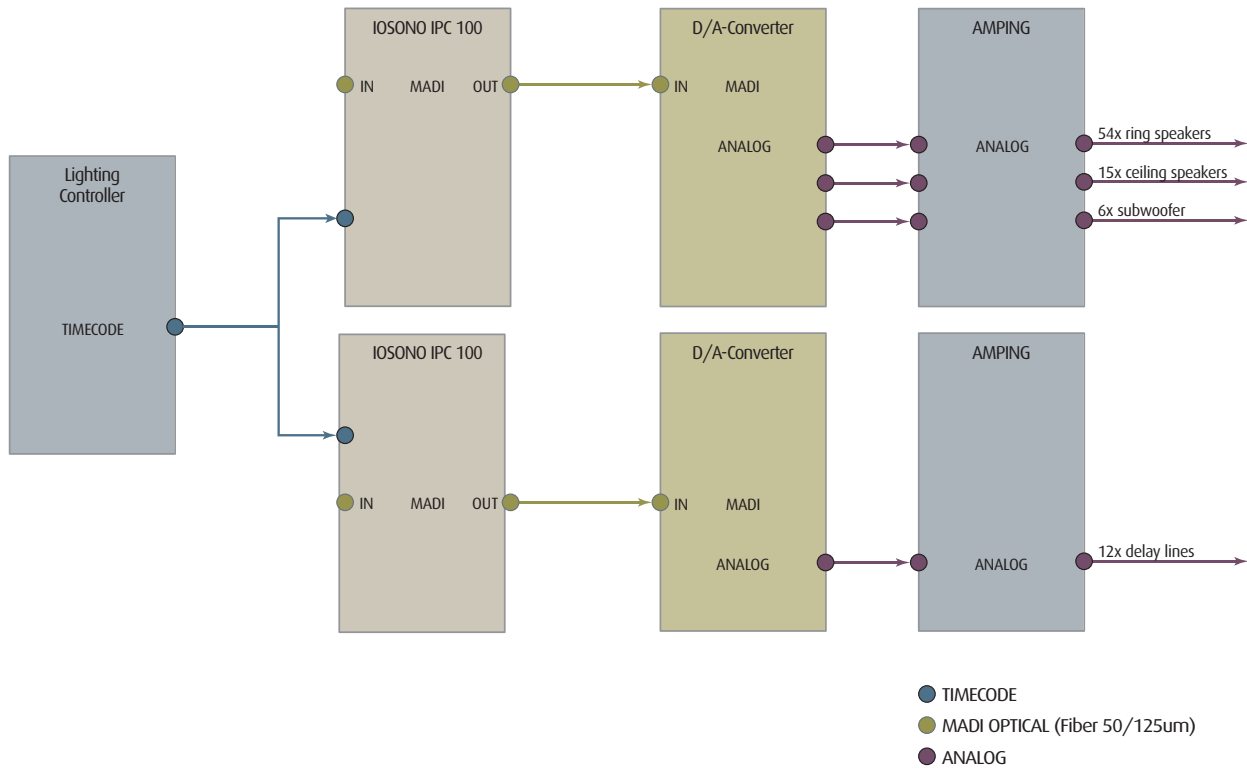 IOSONO IPC 100
D/A-Converter
AMPING
IN MADI OUT
IN MADI
ANALOG
ANALOG
54x ring speakers
15x ceiling speakers
6x subwoofer
Lighting
Controller
TIMECODE
IOSONO IPC 100
D/A-Converter
AMPING
IN MADI OUT
IN MADI
ANALOG
ANALOG
12x delay lines
TIMECODE
MADI OPTICAL (Fiber 50/125um)
ANALOG